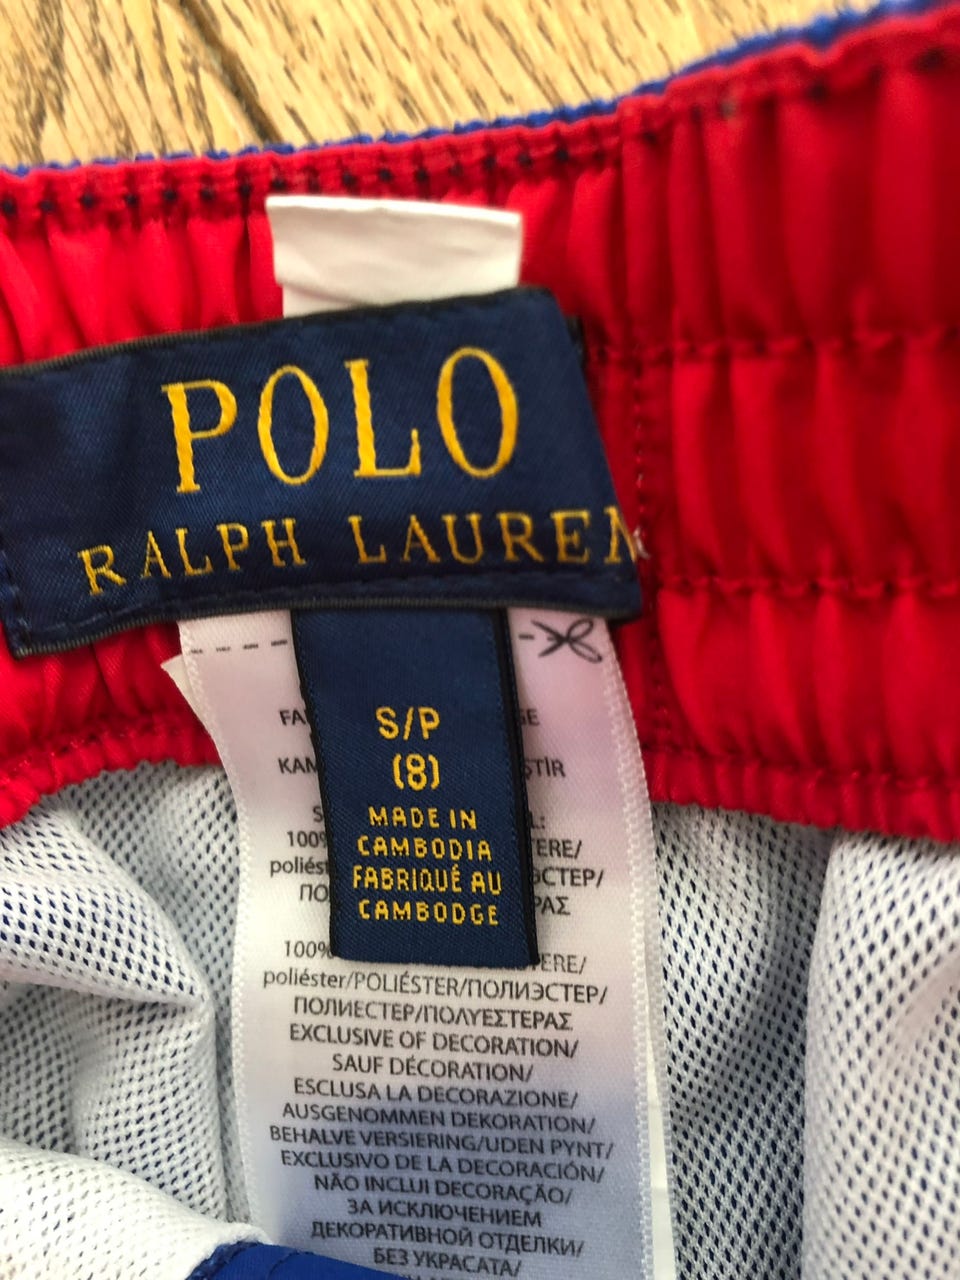 POLO
RALPH LAUREN
S/P
(8)
MADE IN
CAMBODIA
FABRIQUÉ AU
CAMBODGE
100%
poliéster/POLIÉSTER/ПОЛИЭСТЕР/
ПОЛИЕСТЕР/ΠΟΛΥΕΣΤΕΡΑΣ
EXCLUSIVE OF DECORATION/
SAUF DÉCORATION/
ESCLUSA LA DECORAZIONE/
AUSGENOMMEN DEKORATION/
BEHALVE VERSIERING/UDEN PYNT/
EXCLUSIVO DE LA DECORACIÓN/
NÃO INCLUI DECORAÇÃO/
ЗА ИСКЛЮЧЕНИЕМ
ДЕКОРАТИВНОЙ ОТДЕЛКИ/
БЕЗ УКРАСАТА/